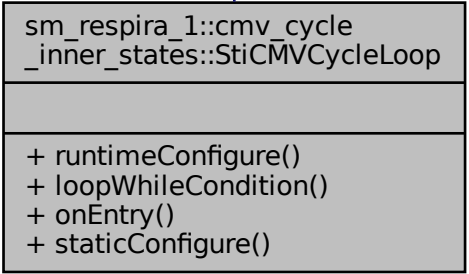 sm_respira_1::cmv_cycle
_inner_states::StiCMVCycleLoop
+ runtimeConfigure()
+ loopWhileCondition()
+ onEntry()
+ staticConfigure()